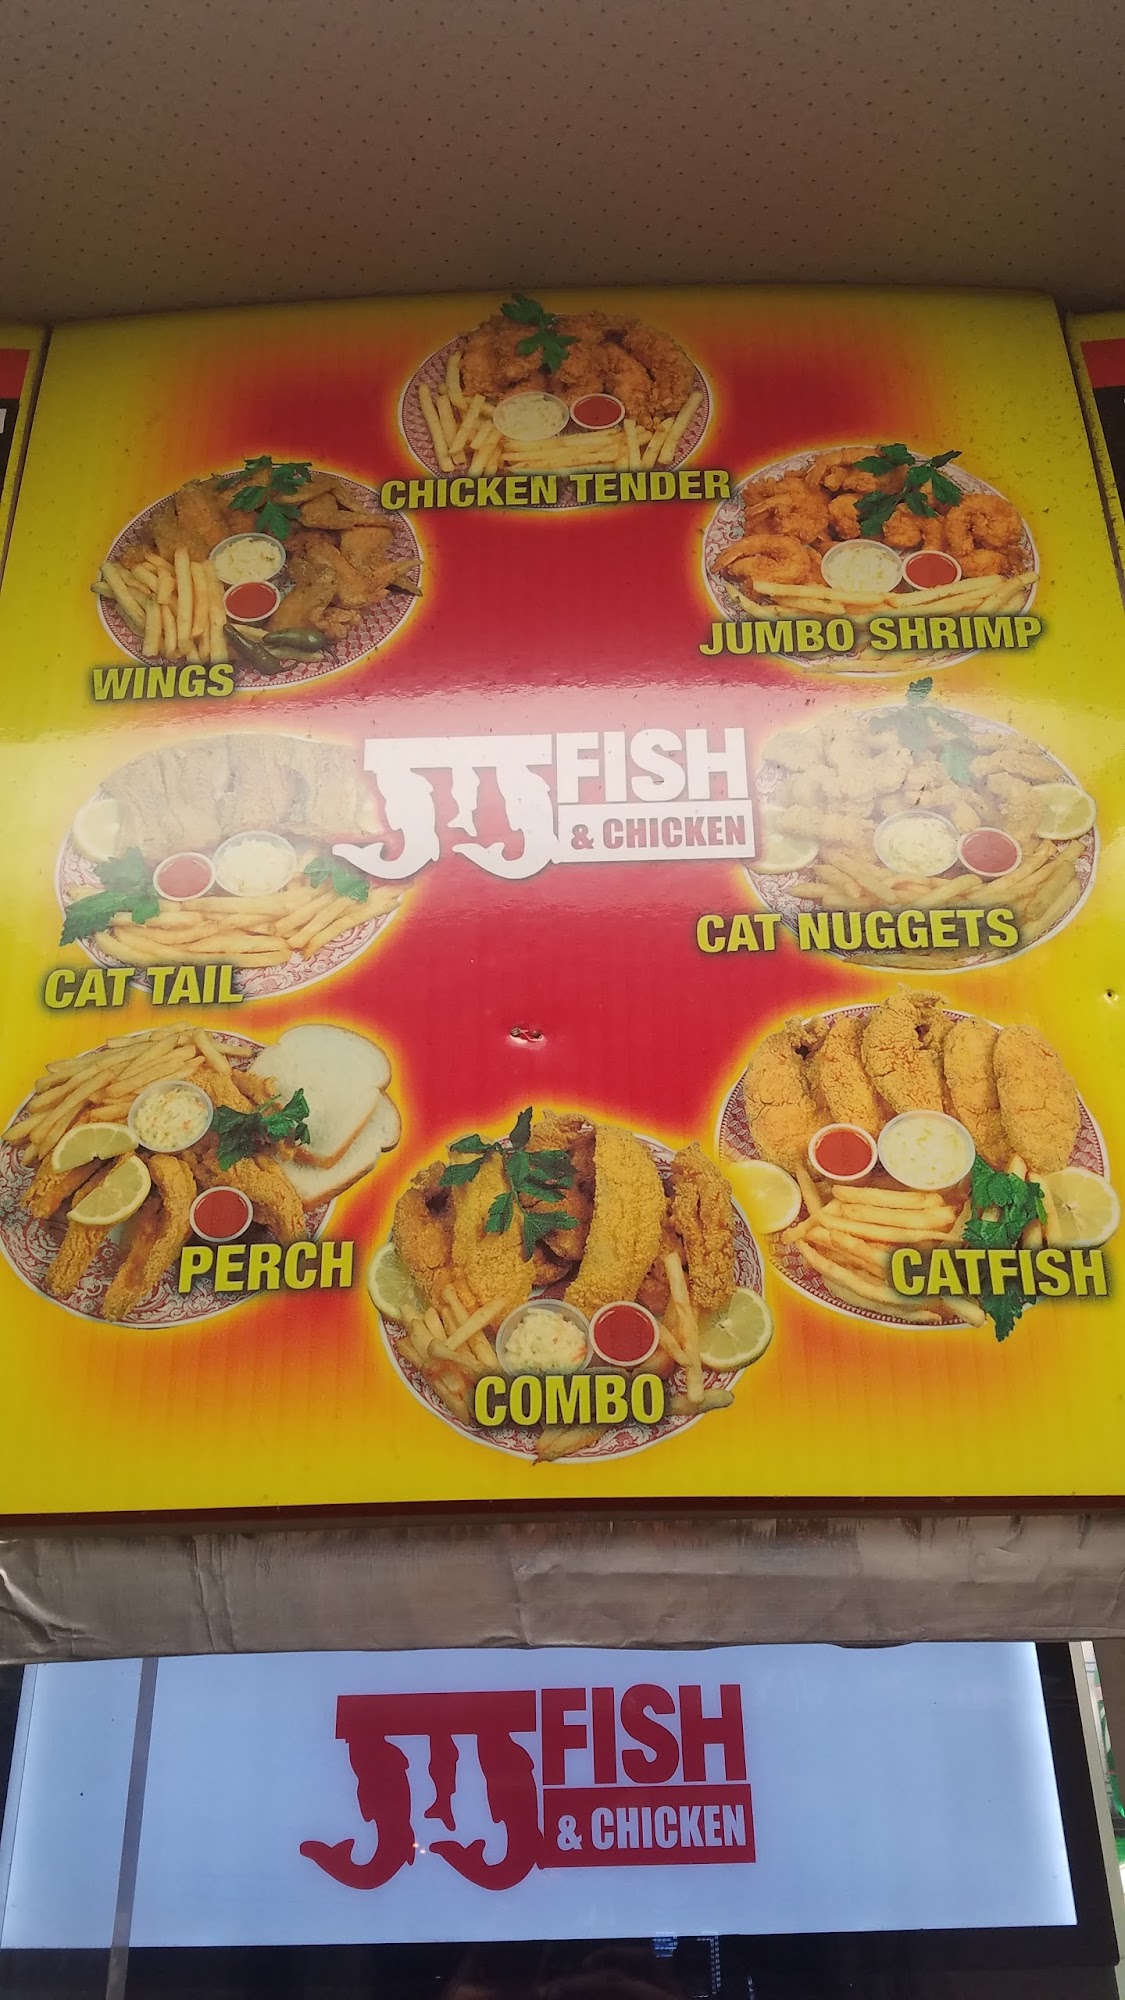 CHICKEN TENDER
WINGS
JUMBO SHRIMP
JJ FISH
& CHICKEN
CAT TAIL
CAT NUGGETS
PERCH
CATFISH
COMBO
JJ FISH
& CHICKEN